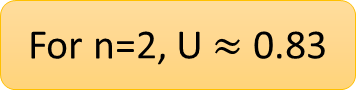 For n=2, U ≈ 0.83